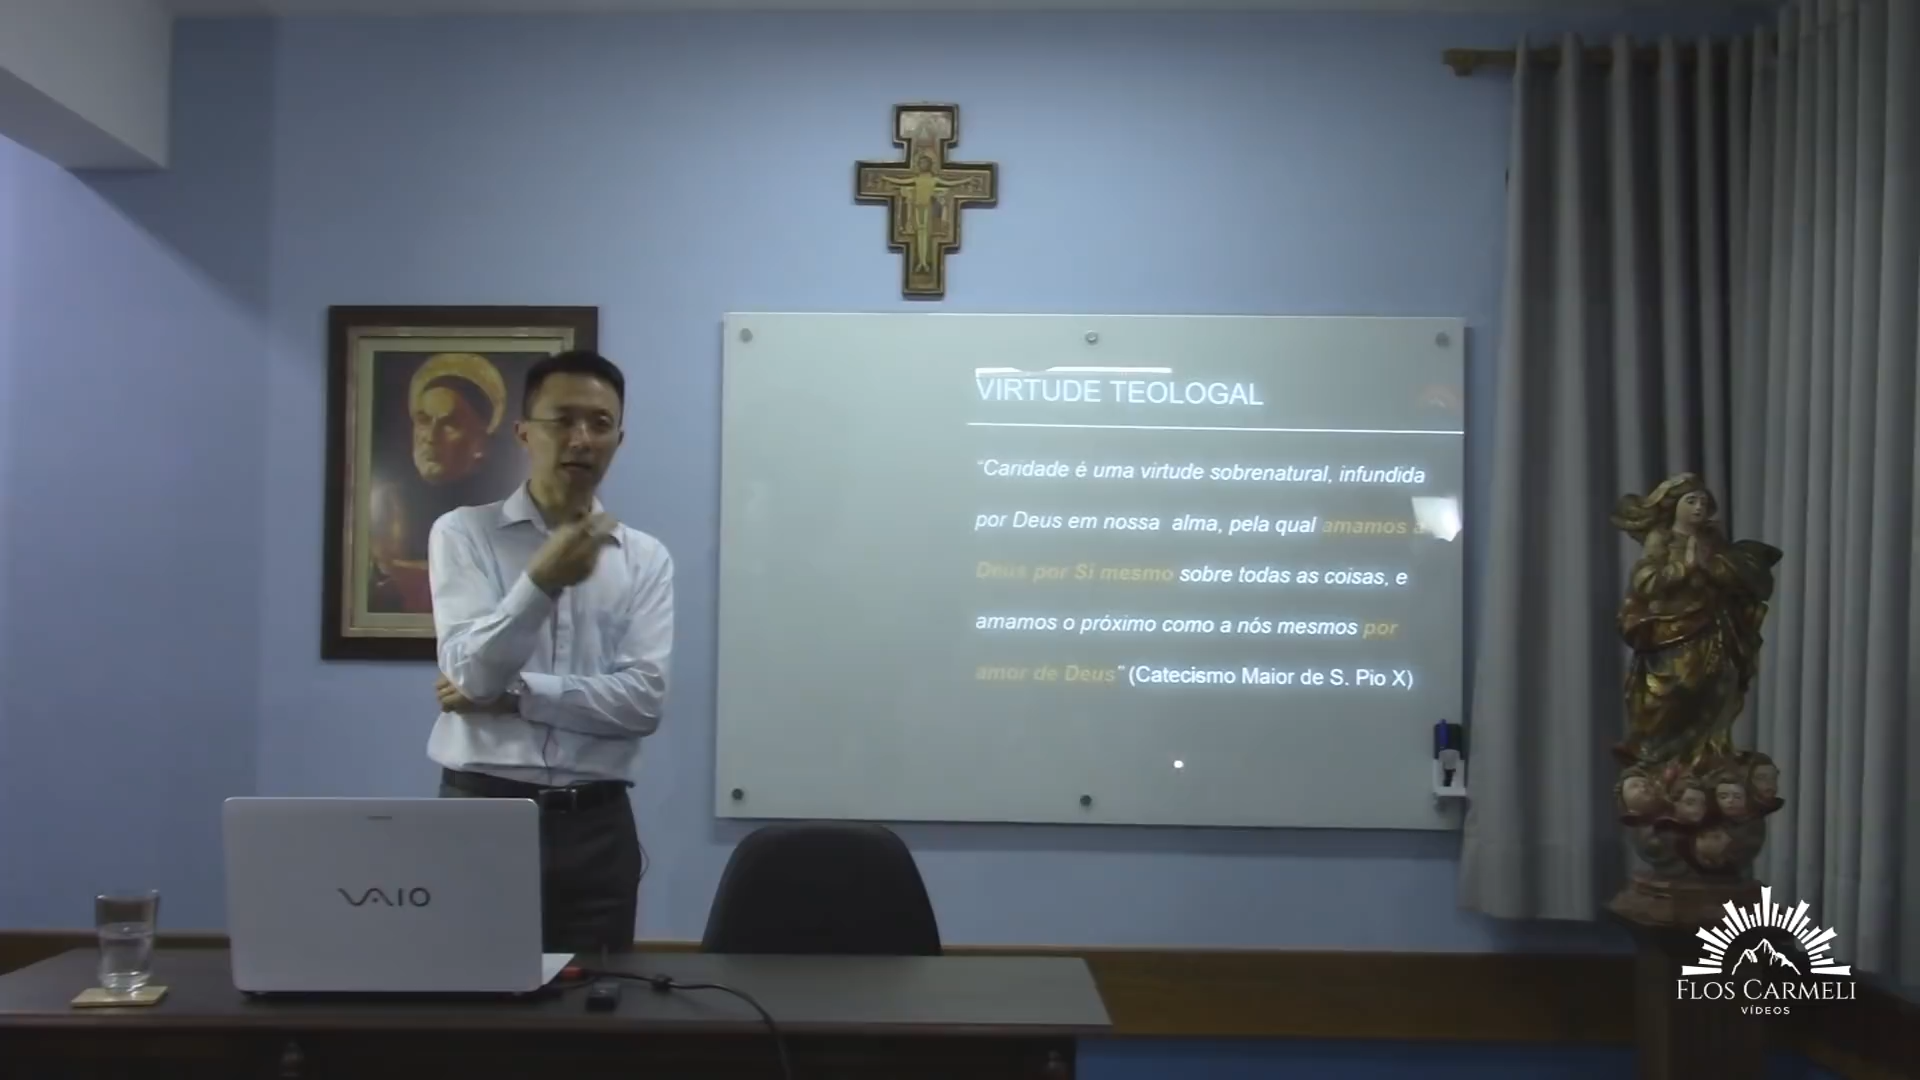 VIRTUDE TEOLOGAL
“Caridade é uma virtude sobrenatural, infundida
por Deus em nossa alma, pela qual amamos a
Deus por Si mesmo sobre todas as coisas, e
amamos o próximo como a nós mesmos por
amor de Deus” (Catecismo Maior de S. Pio X)
VAIO
FLOS CARMELI
VÍDEOS